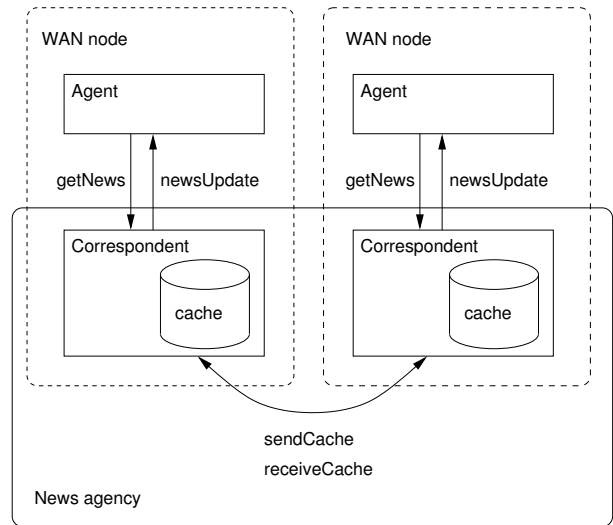 WAN node
WAN node
Agent
Agent
getNews
newsUpdate
getNews
newsUpdate
Correspondent
Correspondent
cache
cache
sendCache
receiveCache
News agency